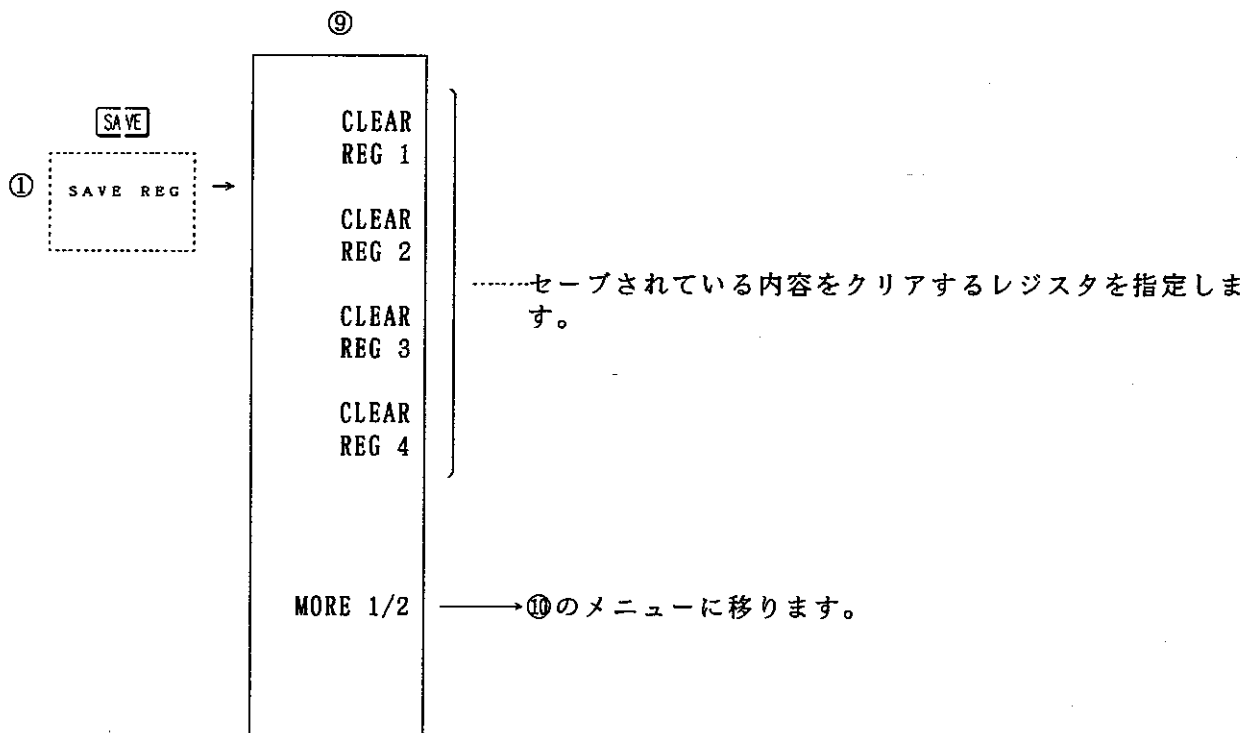 ⑨
SAVE
① SAVE REG →
CLEAR
REG 1
CLEAR
REG 2
CLEAR
REG 3
CLEAR
REG 4
………セーブされている内容をクリアするレジスタを指定しま
す。
MORE 1/2 → ⑩のメニューに移ります。